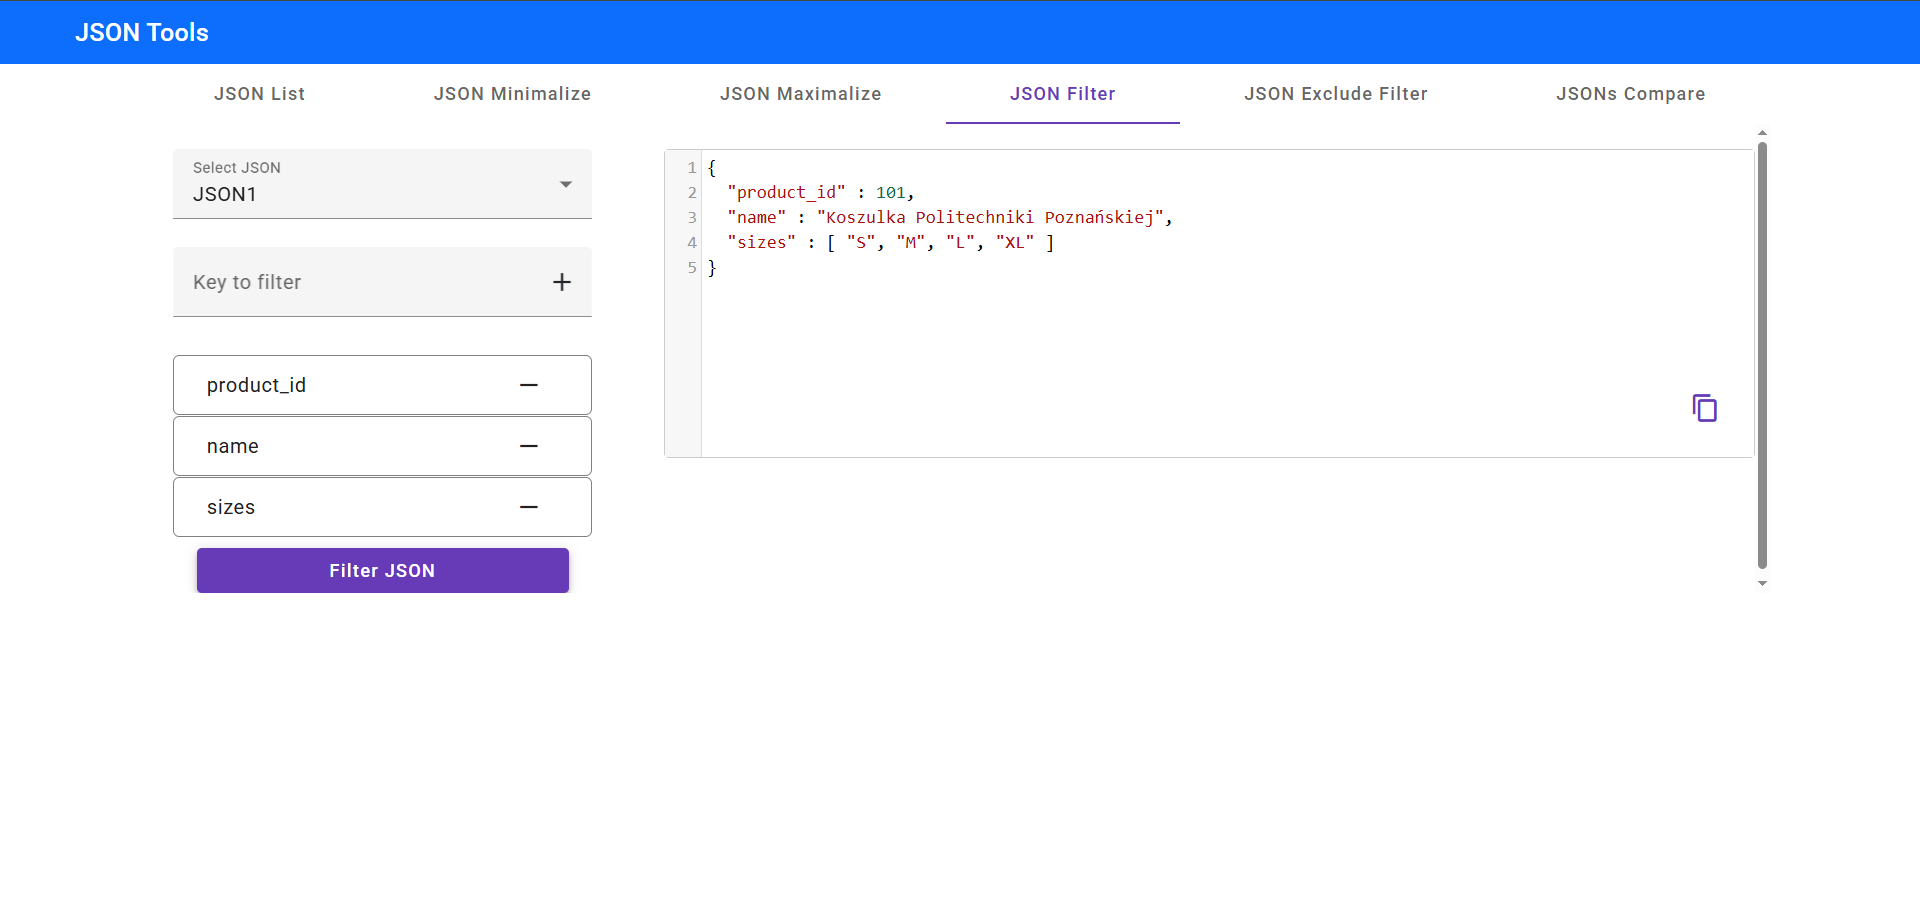 JSON Tools
JSON List
JSON Minimalize
JSON Maximalize
JSON Filter
JSON Exclude Filter
JSONs Compare
Select JSON
JSON1
Key to filter
product_id
name
sizes
Filter JSON
1 {
2 "product_id" : 101,
3 "name" : "Koszulka Politechniki Poznańskiej",
4 "sizes" : [ "S", "M", "L", "XL" ]
5 }